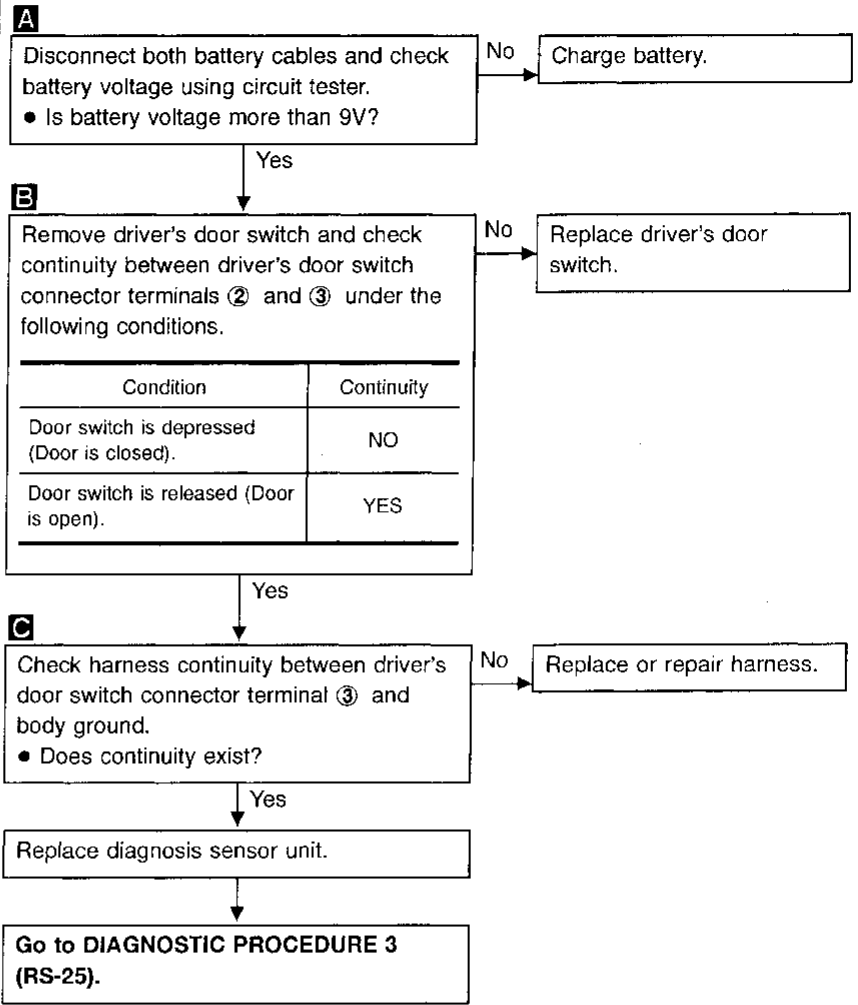 A
Disconnect both battery cables and check
battery voltage using circuit tester.
● Is battery voltage more than 9V?
No
Charge battery.
Yes
B
Remove driver's door switch and check
continuity between driver's door switch
connector terminals ② and ③ under the
following conditions.
No
Replace driver's door
switch.
Condition Continuity
Door switch is depressed
(Door is closed).
NO
Door switch is released (Door
is open).
YES
Yes
C
Check harness continuity between driver's
door switch connector terminal ③ and
body ground.
● Does continuity exist?
No
Replace or repair harness.
Yes
Replace diagnosis sensor unit.
Go to DIAGNOSTIC PROCEDURE 3
(RS-25).